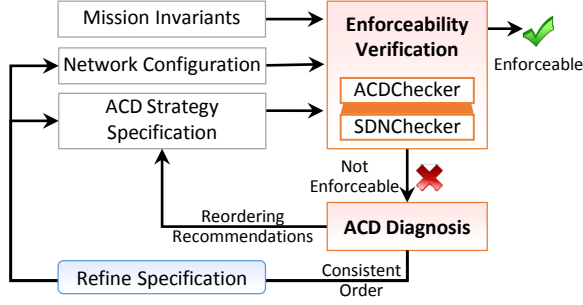 Mission Invariants
Network Configuration
ACD Strategy
Specification
Enforceability
Verification
ACDChecker
SDNChecker
Enforceable
Not
Enforceable
ACD Diagnosis
Reordering
Recommendations
Consistent
Order
Refine Specification